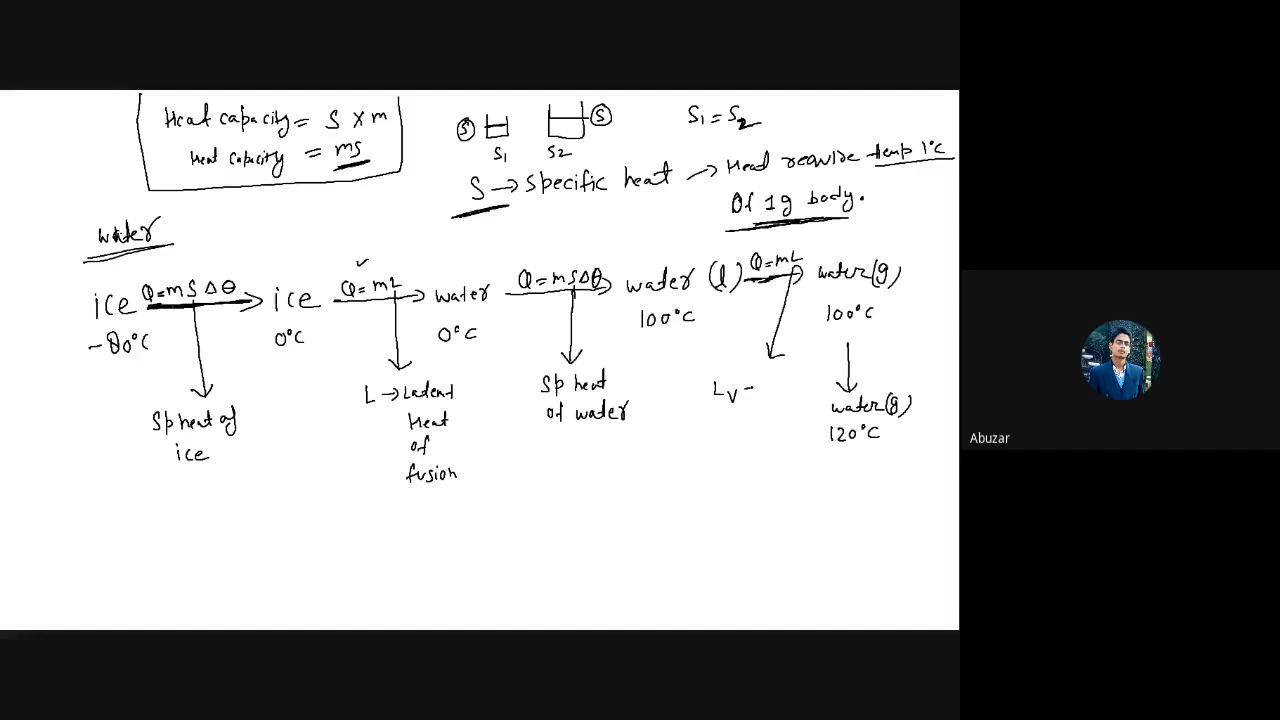 Heat capacity = S × m
Heat capacity = ms
S S
S1 S2
S1 = S2
S → Specific heat → Head require temp 1°C
Of 1g body.
water
ice Q=mSΔθ ice Q=mL water Q=mSΔθ water (l) Q=mL water(g)
-80°C 0°C 0°C 100°C 100°C
Sp heat of
ice
L → Ladent
Heat
of
fusion
Sp heat
of water
Lv -
water(g)
120°C
Abuzar